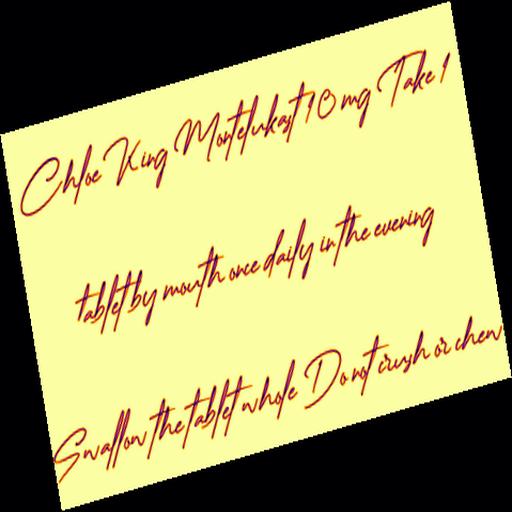 Chloe King Montelukast 10 mg Take 1
tablet by mouth once daily in the evening
Swallow the tablet whole Do not crush or chew